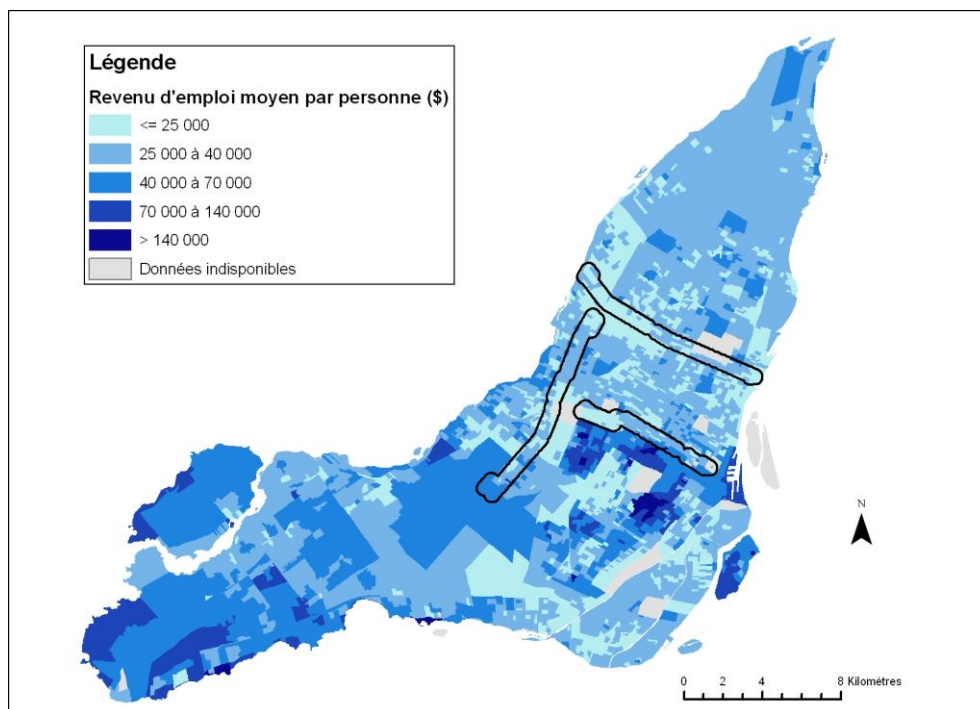 Légende
Revenu d'emploi moyen par personne ($)
<= 25 000
25 000 à 40 000
40 000 à 70 000
70 000 à 140 000
> 140 000
Données indisponibles
N
0 2 4 8 Kilomètres